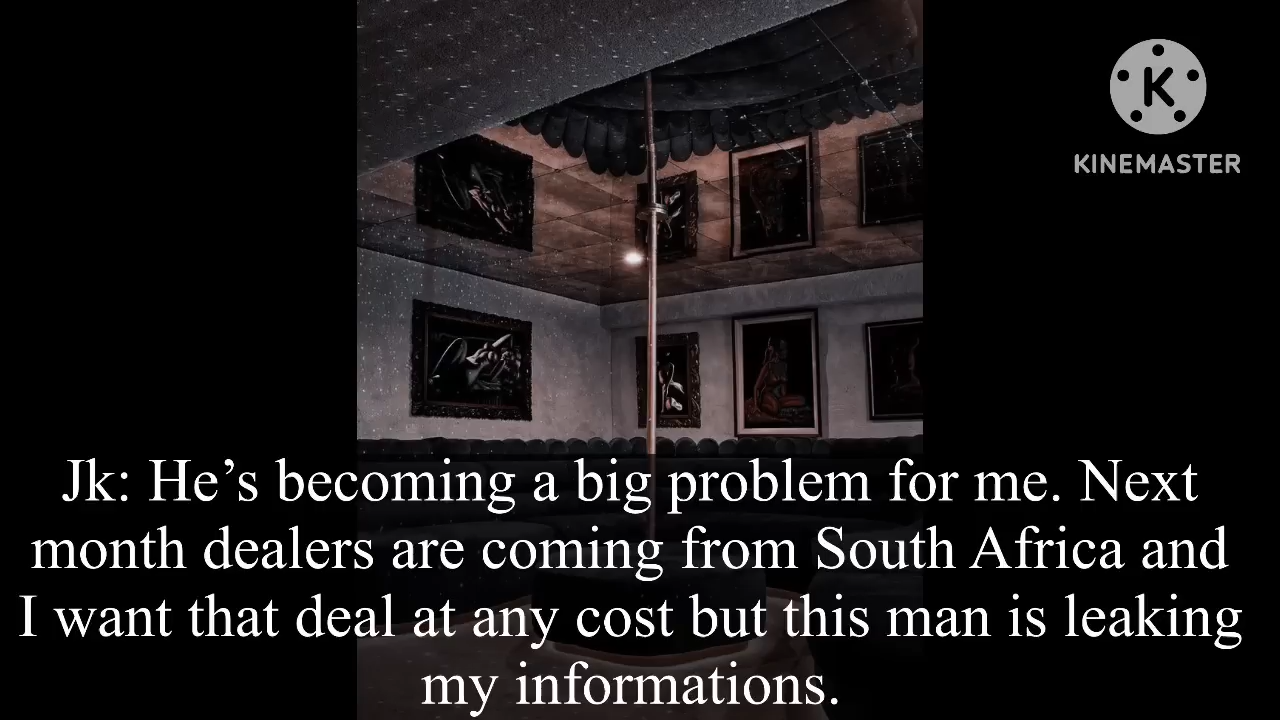 KINEMASTER
Jk: He’s becoming a big problem for me. Next
month dealers are coming from South Africa and
I want that deal at any cost but this man is leaking
my informations.